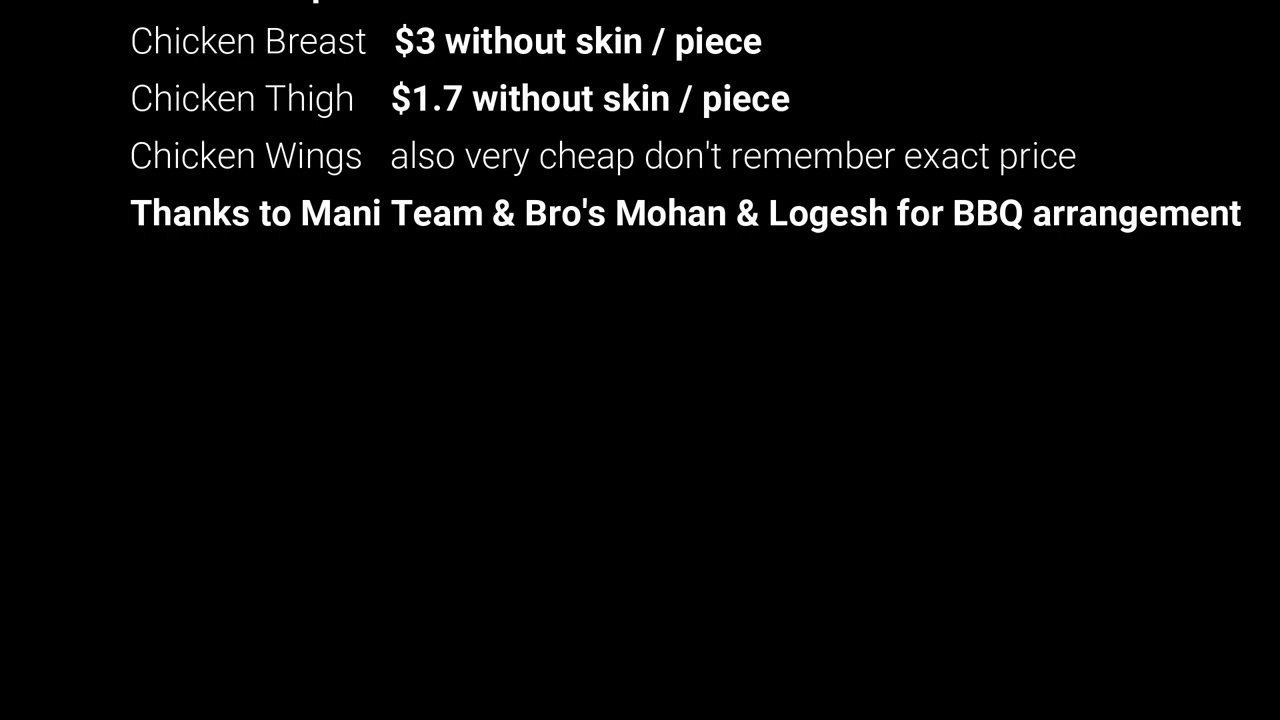 Chicken Breast $3 without skin / piece
Chicken Thigh $1.7 without skin / piece
Chicken Wings also very cheap don't remember exact price
Thanks to Mani Team & Bro's Mohan & Logesh for BBQ arrangement